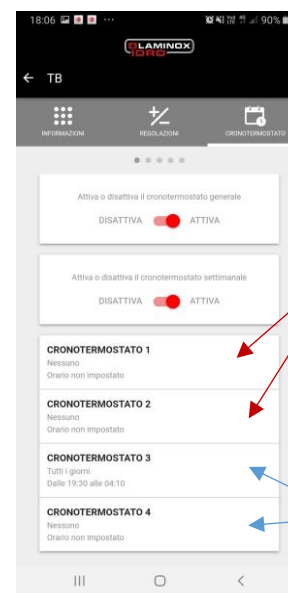 18:06 90%
LAMINOX
IDRO
TB
INFORMAZIONI REGOLAZIONI CRONOTERMOSTATO
Attiva o disattiva il cronotermostato generale
DISATTIVA ATTIVA
Attiva o disattiva il cronotermostato settimanale
DISATTIVA ATTIVA
CRONOTERMOSTATO 1
Nessuno
Orario non impostato
CRONOTERMOSTATO 2
Nessuno
Orario non impostato
CRONOTERMOSTATO 3
Tutti i giorni
Dalle 19:30 alle 04:10
CRONOTERMOSTATO 4
Nessuno
Orario non impostato